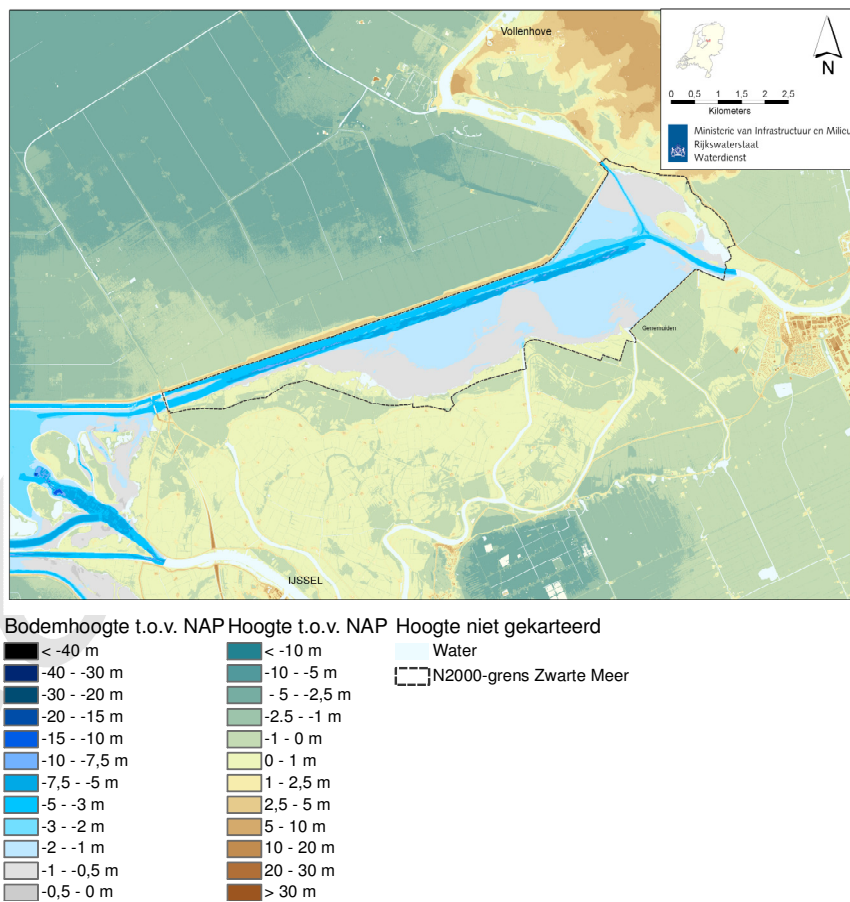 Vollenhove
N
0 0,5 1 1,5 2 2,5
Kilometers
Ministerie van Infrastructuur en Milieu
Rijkswaterstaat
Waterdienst
Genemuiden
IJSSEL
Bodemhoogte t.o.v. NAP
< -40 m
-40 - -30 m
-30 - -20 m
-20 - -15 m
-15 - -10 m
-10 - -7,5 m
-7,5 - -5 m
-5 - -3 m
-3 - -2 m
-2 - -1 m
-1 - -0,5 m
-0,5 - 0 m
Hoogte t.o.v. NAP
< -10 m
-10 - -5 m
- 5 - -2,5 m
-2.5 - -1 m
-1 - 0 m
0 - 1 m
1 - 2,5 m
2,5 - 5 m
5 - 10 m
10 - 20 m
20 - 30 m
> 30 m
Hoogte niet gekarteerd
Water
N2000-grens Zwarte Meer